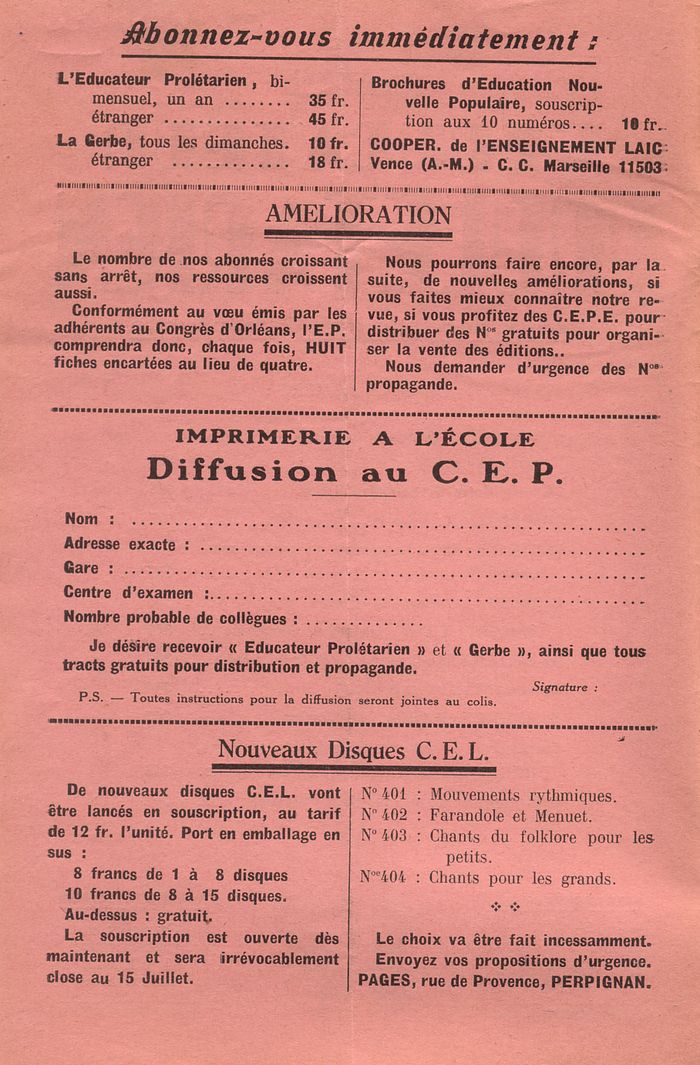 Abonnez-vous immédiatement :
L'Educateur Prolétarien, bi-
mensuel, un an ........ 35 fr.
étranger ............... 45 fr.
La Gerbe, tous les dimanches. 10 fr.
étranger ............. 18 fr.
Brochures d'Education Nou-
velle Populaire, souscrip-
tion aux 10 numéros.... 10 fr.
COOPER. de l'ENSEIGNEMENT LAIC
Vence (A.-M.) - C. C. Marseille 11503
AMELIORATION
Le nombre de nos abonnés croissant
sans arrêt, nos ressources croissent
aussi.
Conformément au vœu émis par les
adhérents au Congrès d'Orléans, l'E.P.
comprendra donc, chaque fois, HUIT
fiches encartées au lieu de quatre.
Nous pourrons faire encore, par la
suite, de nouvelles améliorations, si
vous faites mieux connaître notre re-
vue, si vous profitez des C.E.P.E. pour
distribuer des Nos gratuits pour organi-
ser la vente des éditions..
Nous demander d'urgence des Nos
propagande.
IMPRIMERIE A L'ÉCOLE
Diffusion au C. E. P.
Nom : ..................................................
Adresse exacte : ..........................................
Gare : ..................................................
Centre d'examen :..........................................
Nombre probable de collègues : .............
Je désire recevoir « Educateur Prolétarien » et « Gerbe », ainsi que tous
tracts gratuits pour distribution et propagande.
Signature :
P.S. — Toutes instructions pour la diffusion seront jointes au colis.
Nouveaux Disques C. E. L.
De nouveaux disques C.E.L. vont
être lancés en souscription, au tarif
de 12 fr. l'unité. Port en emballage en
sus :
8 francs de 1 à 8 disques
10 francs de 8 à 15 disques.
Au-dessus : gratuit.
La souscription est ouverte dès
maintenant et sera irrévocablement
close au 15 Juillet.
No 401 : Mouvements rythmiques.
No 402 : Farandole et Menuet.
No 403 : Chants du folklore pour les
petits.
Noe404 : Chants pour les grands.
Le choix va être fait incessamment.
Envoyez vos propositions d'urgence.
PAGES, rue de Provence, PERPIGNAN.